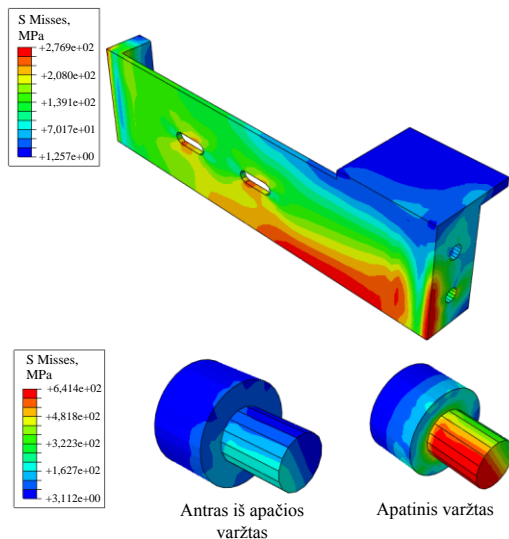 S Misses,
MPa
+2,769e+02
+2,080e+02
+1,391e+02
+7,017e+01
+1,257e+00
S Misses,
MPa
+6,414e+02
+4,818e+02
+3,223e+02
+1,627e+02
+3,112e+00
Antras iš apačios
varžtas
Apatinis varžtas